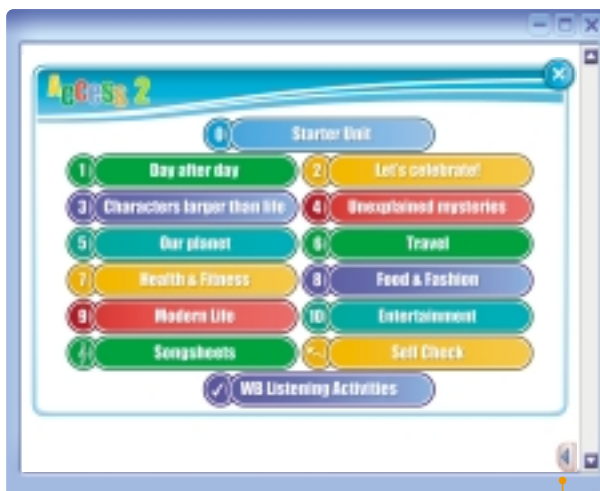 Access 2
0 Starter Unit
1 Day after day
2 Let's celebrate!
3 Characters larger than life
4 Unexplained mysteries
5 Our planet
6 Travel
7 Health & Fitness
8 Food & Fashion
9 Modern Life
10 Entertainment
Songsheets
Self Check
WB Listening Activities